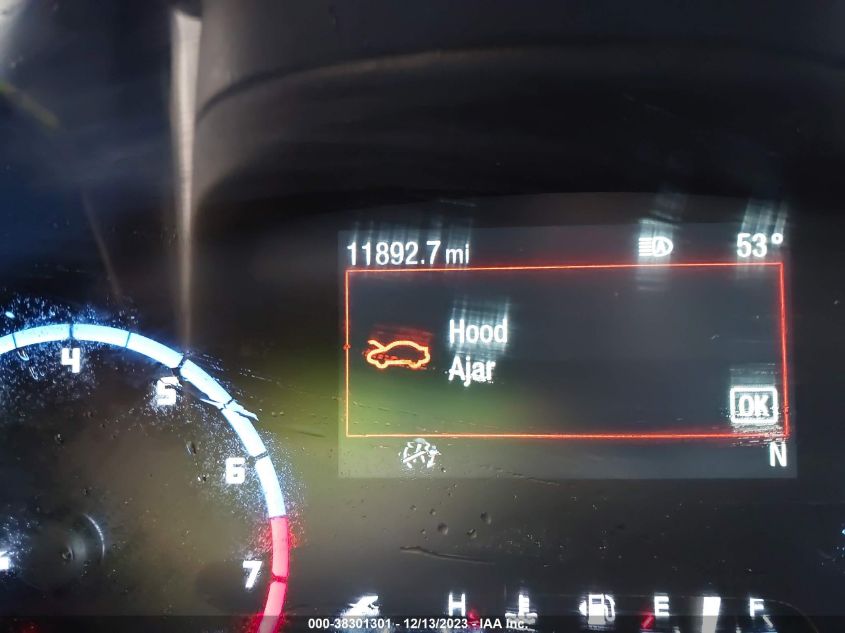 11892.7 mi
53°
Hood
Ajar
OK
N
4
5
6
7
H
E
F
000-38301301 - 12/13/2023 - IAA Inc.